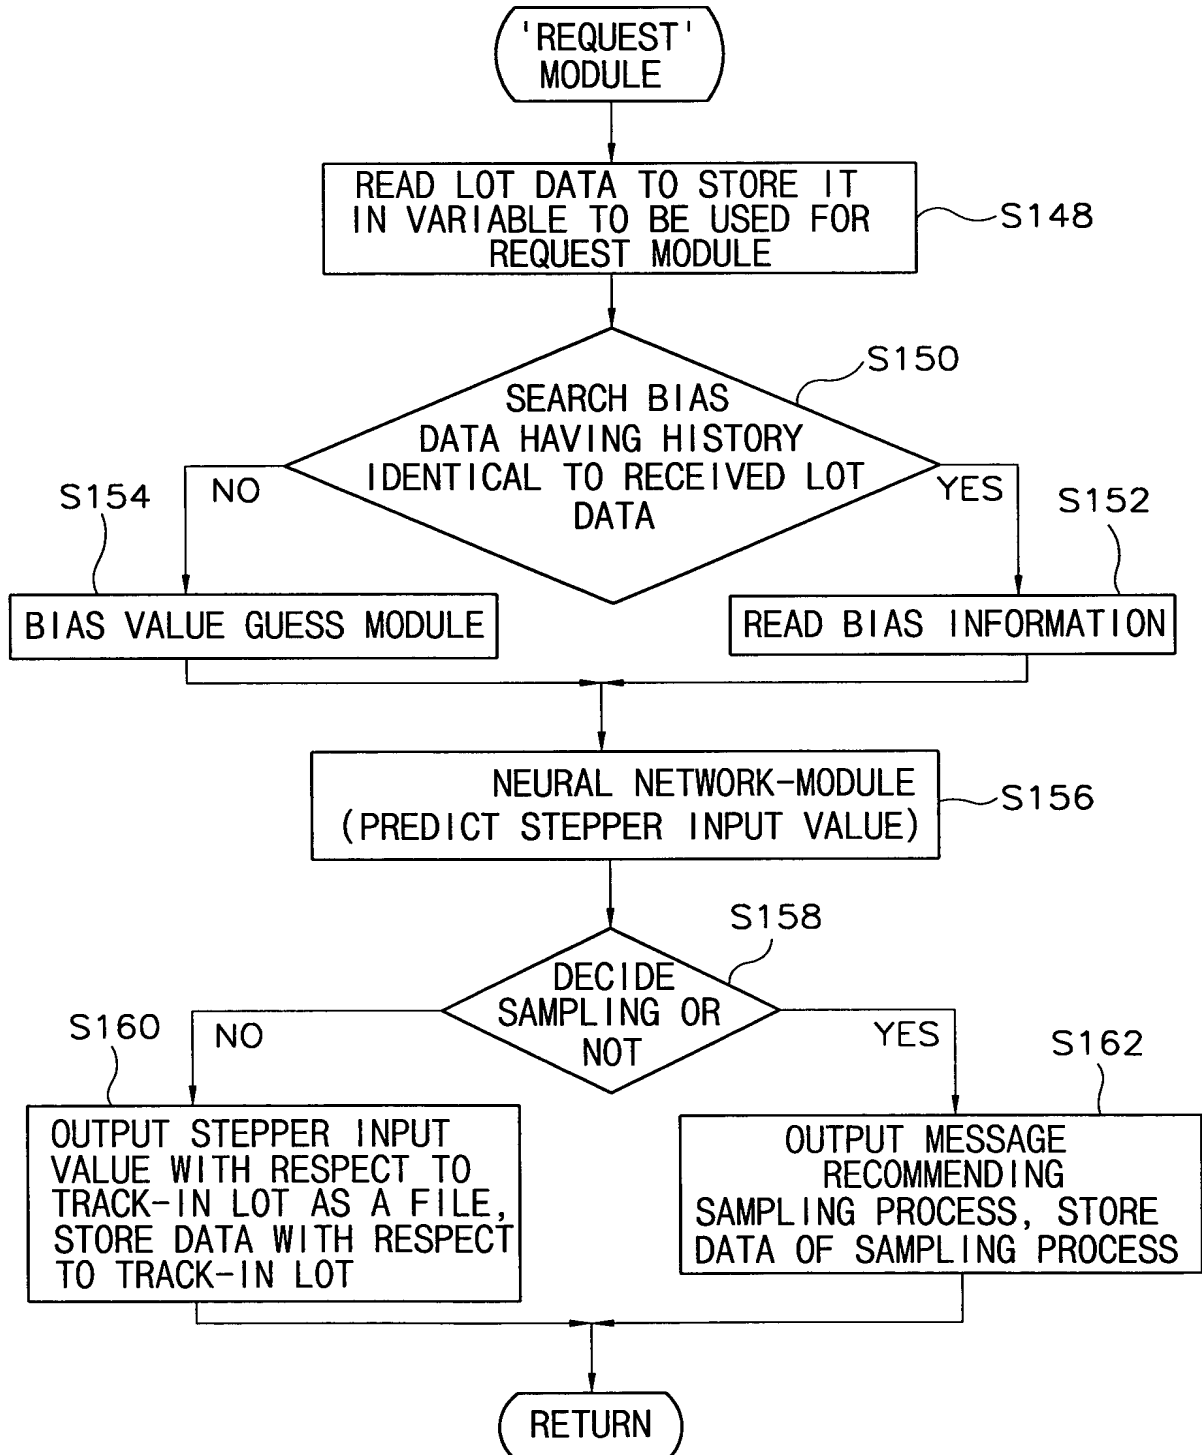 'REQUEST'
MODULE
READ LOT DATA TO STORE IT
IN VARIABLE TO BE USED FOR
REQUEST MODULE
S148
S150
SEARCH BIAS
DATA HAVING HISTORY
IDENTICAL TO RECEIVED LOT
DATA
NO
YES
S154
S152
BIAS VALUE GUESS MODULE
READ BIAS INFORMATION
NEURAL NETWORK-MODULE
(PREDICT STEPPER INPUT VALUE)
S156
S158
DECIDE
SAMPLING OR
NOT
NO
YES
S160
S162
OUTPUT STEPPER INPUT
VALUE WITH RESPECT TO
TRACK-IN LOT AS A FILE,
STORE DATA WITH RESPECT
TO TRACK-IN LOT
OUTPUT MESSAGE
RECOMMENDING
SAMPLING PROCESS, STORE
DATA OF SAMPLING PROCESS
RETURN